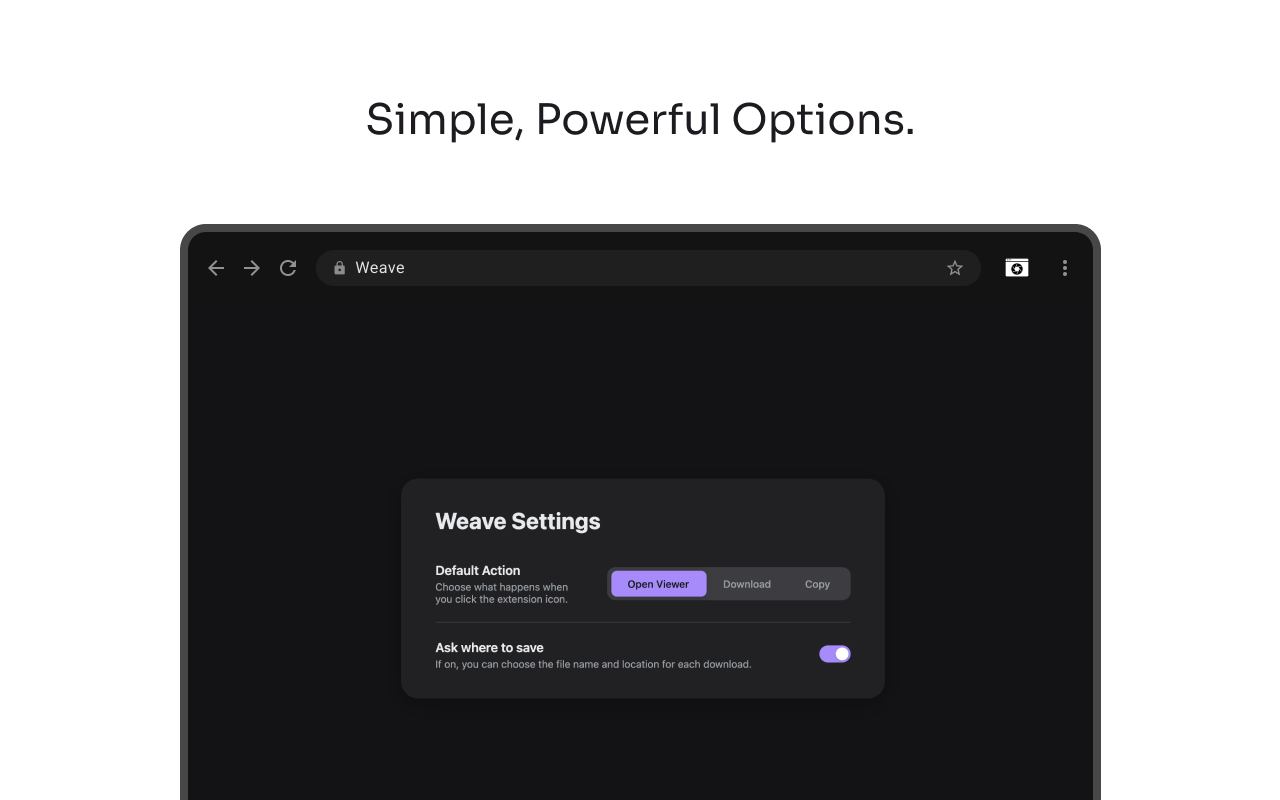 Simple, Powerful Options.
Weave
Weave Settings
Default Action
Choose what happens when
you click the extension icon.
Open Viewer Download Copy
Ask where to save
If on, you can choose the file name and location for each download.